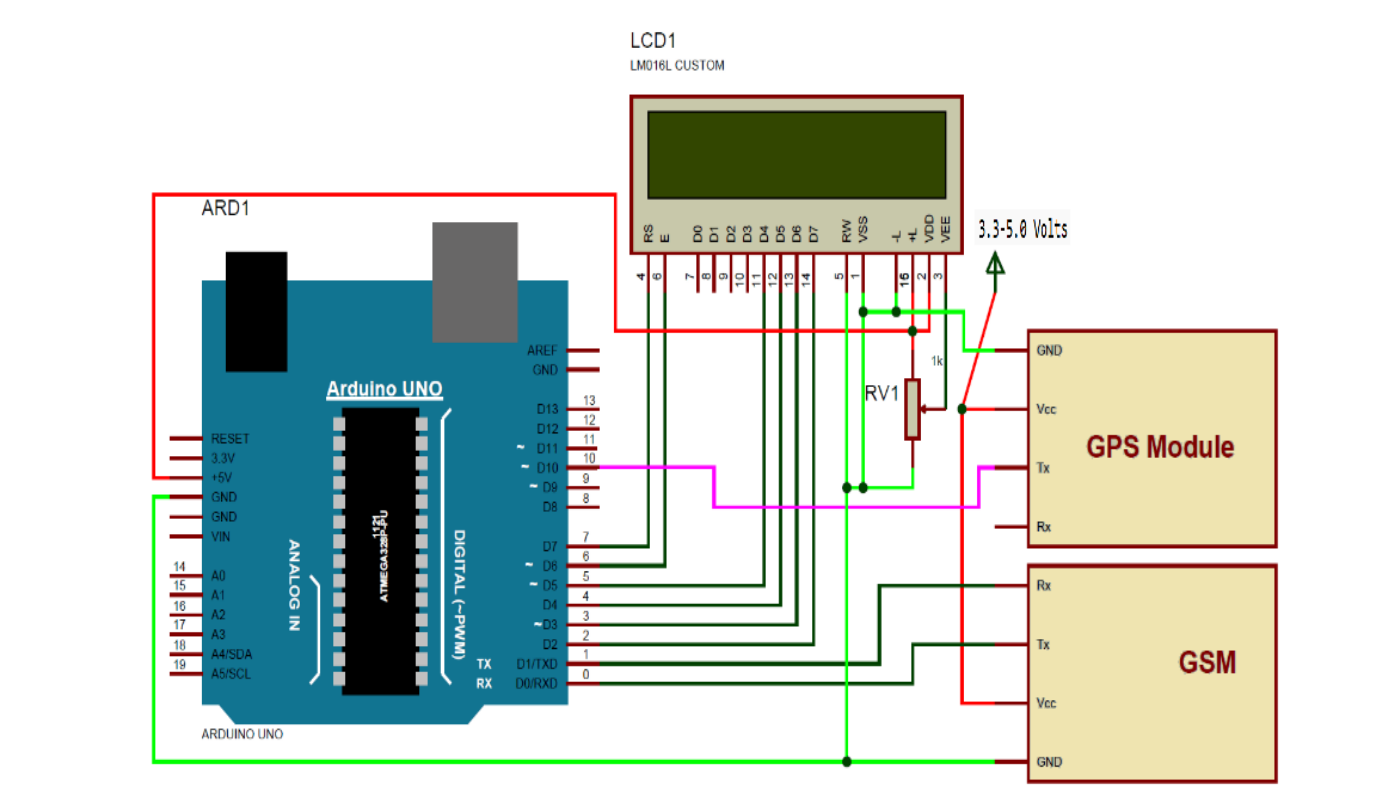 LCD1
LM016L CUSTOM
RS
E
D0
D1
D2
D3
D4
D5
D6
D7
RW
VSS
-L
+L
VDD
VEE
4
6
7
8
9
10
11
12
13
14
5
1
15
2
3
3.3-5.0 Volts
ARD1
Arduino UNO
RESET
3.3V
+5V
GND
GND
VIN
14 A0
15 A1
16 A2
17 A3
18 A4/SDA
19 A5/SCL
ANALOG IN
1121
ATMEGA328P-PU
DIGITAL (~PWM)
AREF
GND
D13 13
D12 12
~ D11 11
~ D10 10
~ D9 9
D8 8
D7 7
~ D6 6
~ D5 5
D4 4
~D3 3
D2 2
TX D1/TXD 1
RX D0/RXD 0
ARDUINO UNO
1k
RV1
GND
Vcc
GPS Module
Tx
Rx
Rx
Tx
GSM
Vcc
GND